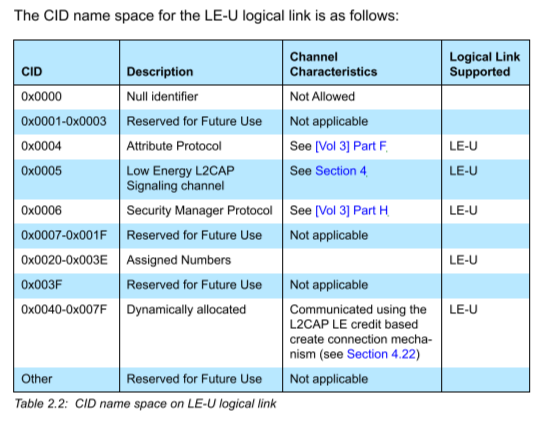 The CID name space for the LE-U logical link is as follows:
CID Description Channel Characteristics Logical Link Supported
0x0000 Null identifier Not Allowed
0x0001-0x0003 Reserved for Future Use Not applicable
0x0004 Attribute Protocol See [Vol 3] Part F. LE-U
0x0005 Low Energy L2CAP Signaling channel See Section 4. LE-U
0x0006 Security Manager Protocol See [Vol 3] Part H. LE-U
0x0007-0x001F Reserved for Future Use Not applicable
0x0020-0x003E Assigned Numbers LE-U
0x003F Reserved for Future Use Not applicable
0x0040-0x007F Dynamically allocated Communicated using the L2CAP LE credit based create connection mecha-nism (see Section 4.22) LE-U
Other Reserved for Future Use Not applicable
Table 2.2: CID name space on LE-U logical link